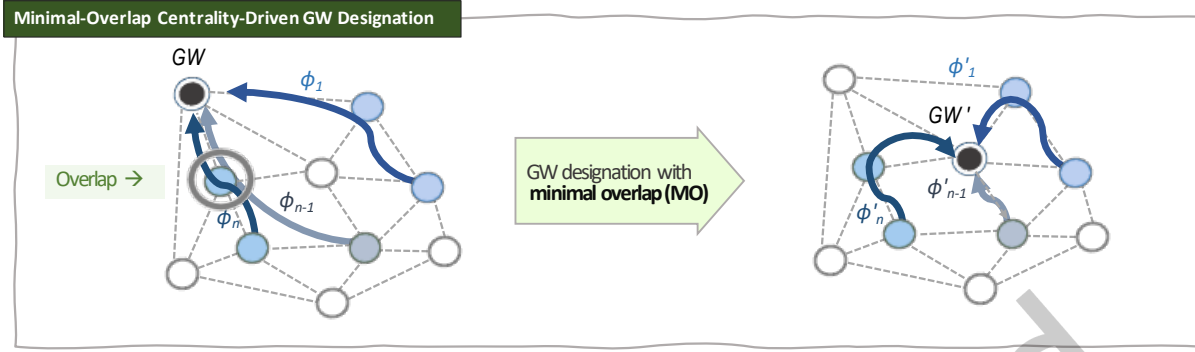 Minimal-Overlap Centrality-Driven GW Designation
GW
ϕ1
Overlap →
ϕn
ϕn-1
GW designation with
minimal overlap (MO)
ϕ'1
GW '
ϕ'n-1
ϕ'n